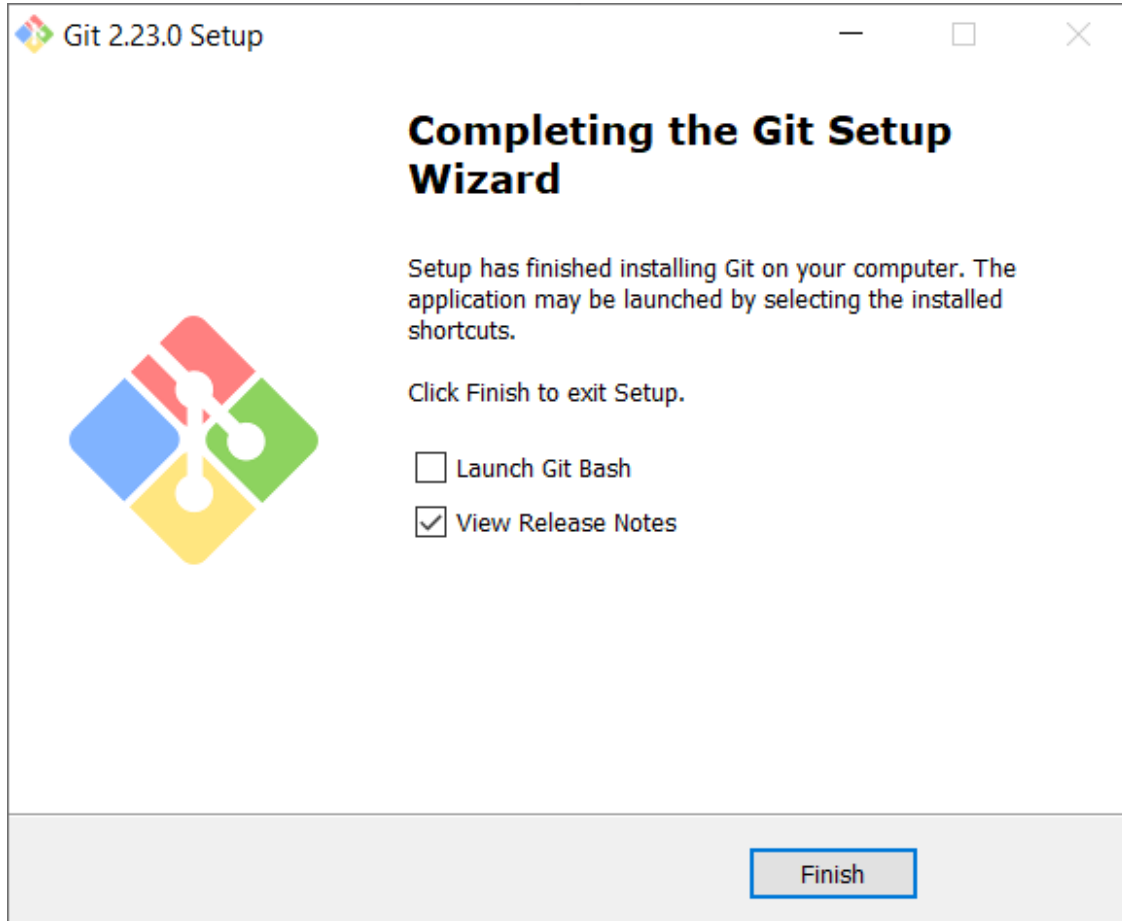 Git 2.23.0 Setup
Completing the Git Setup
Wizard
Setup has finished installing Git on your computer. The
application may be launched by selecting the installed
shortcuts.
Click Finish to exit Setup.
Launch Git Bash
View Release Notes
Finish